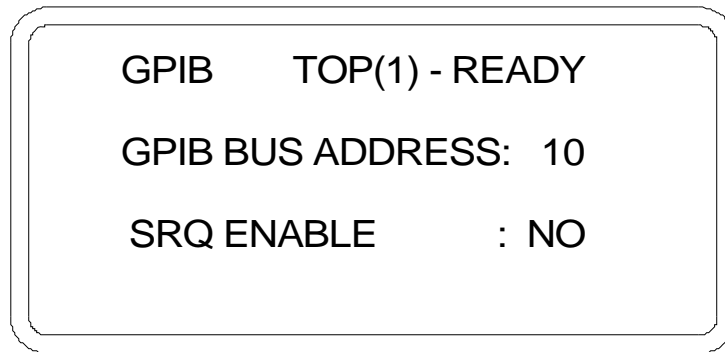 GPIB TOP(1) - READY
GPIB BUS ADDRESS: 10
SRQ ENABLE : NO